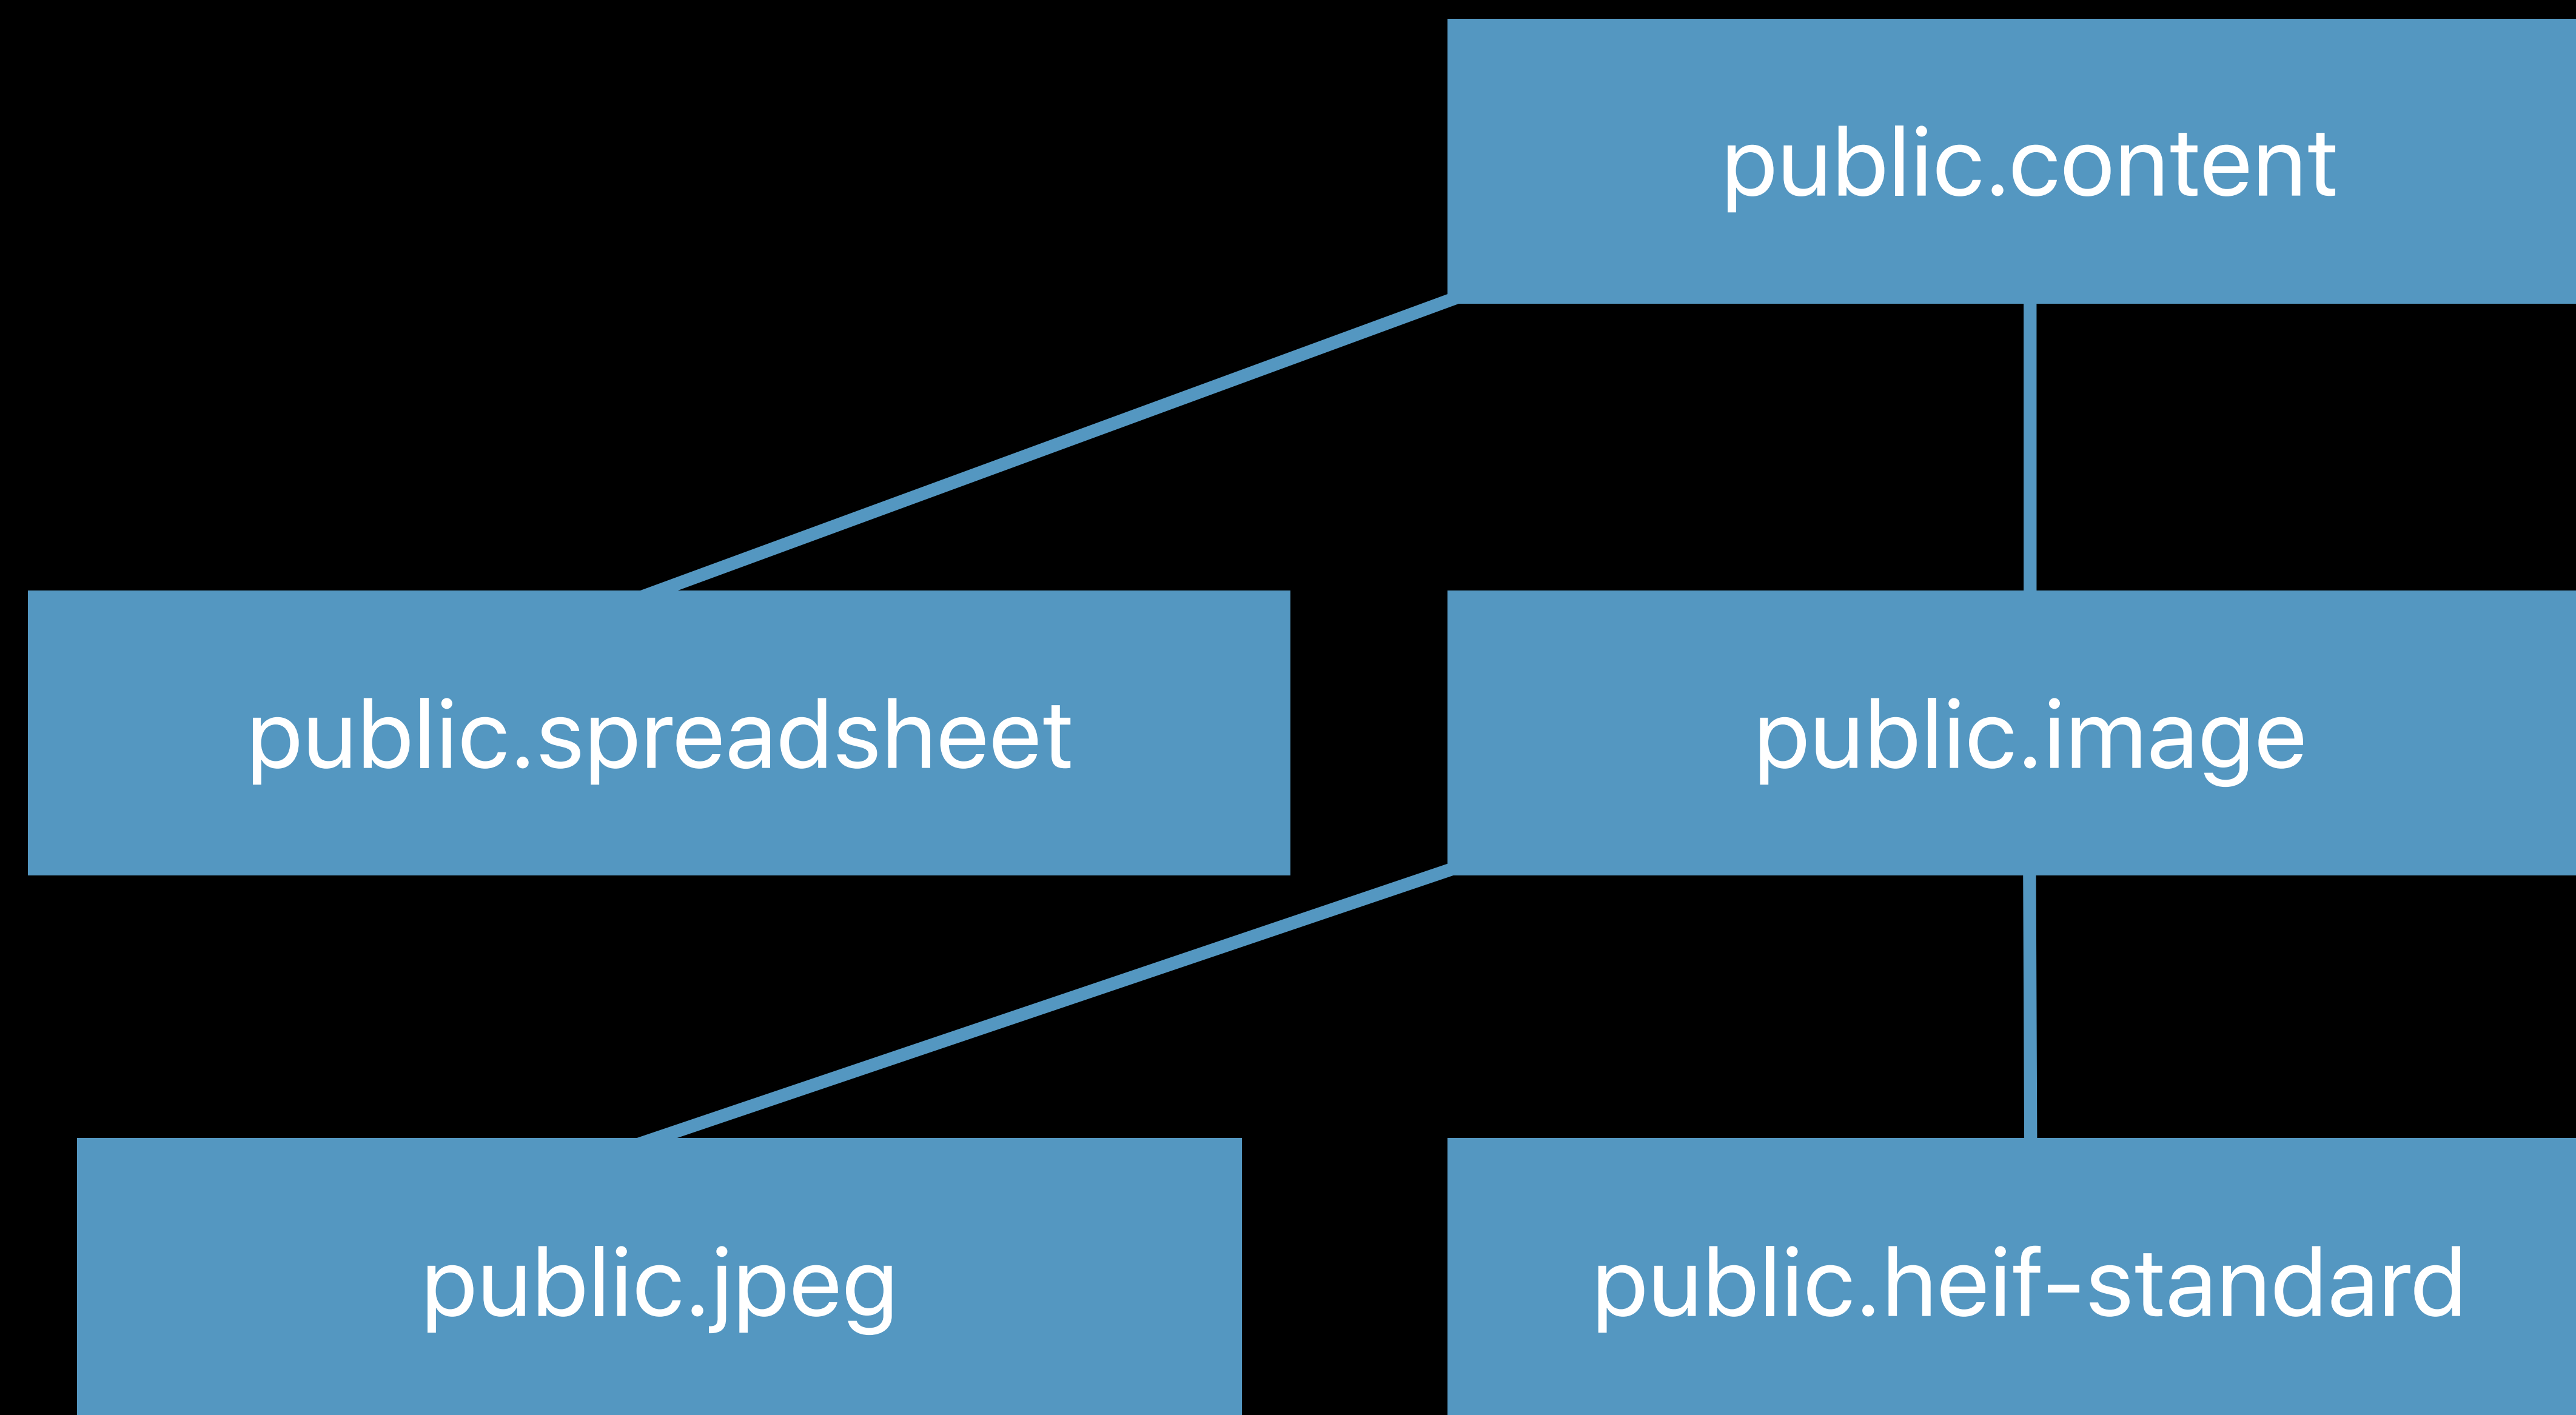 public.content
public.spreadsheet
public.image
public.jpeg
public.heif-standard